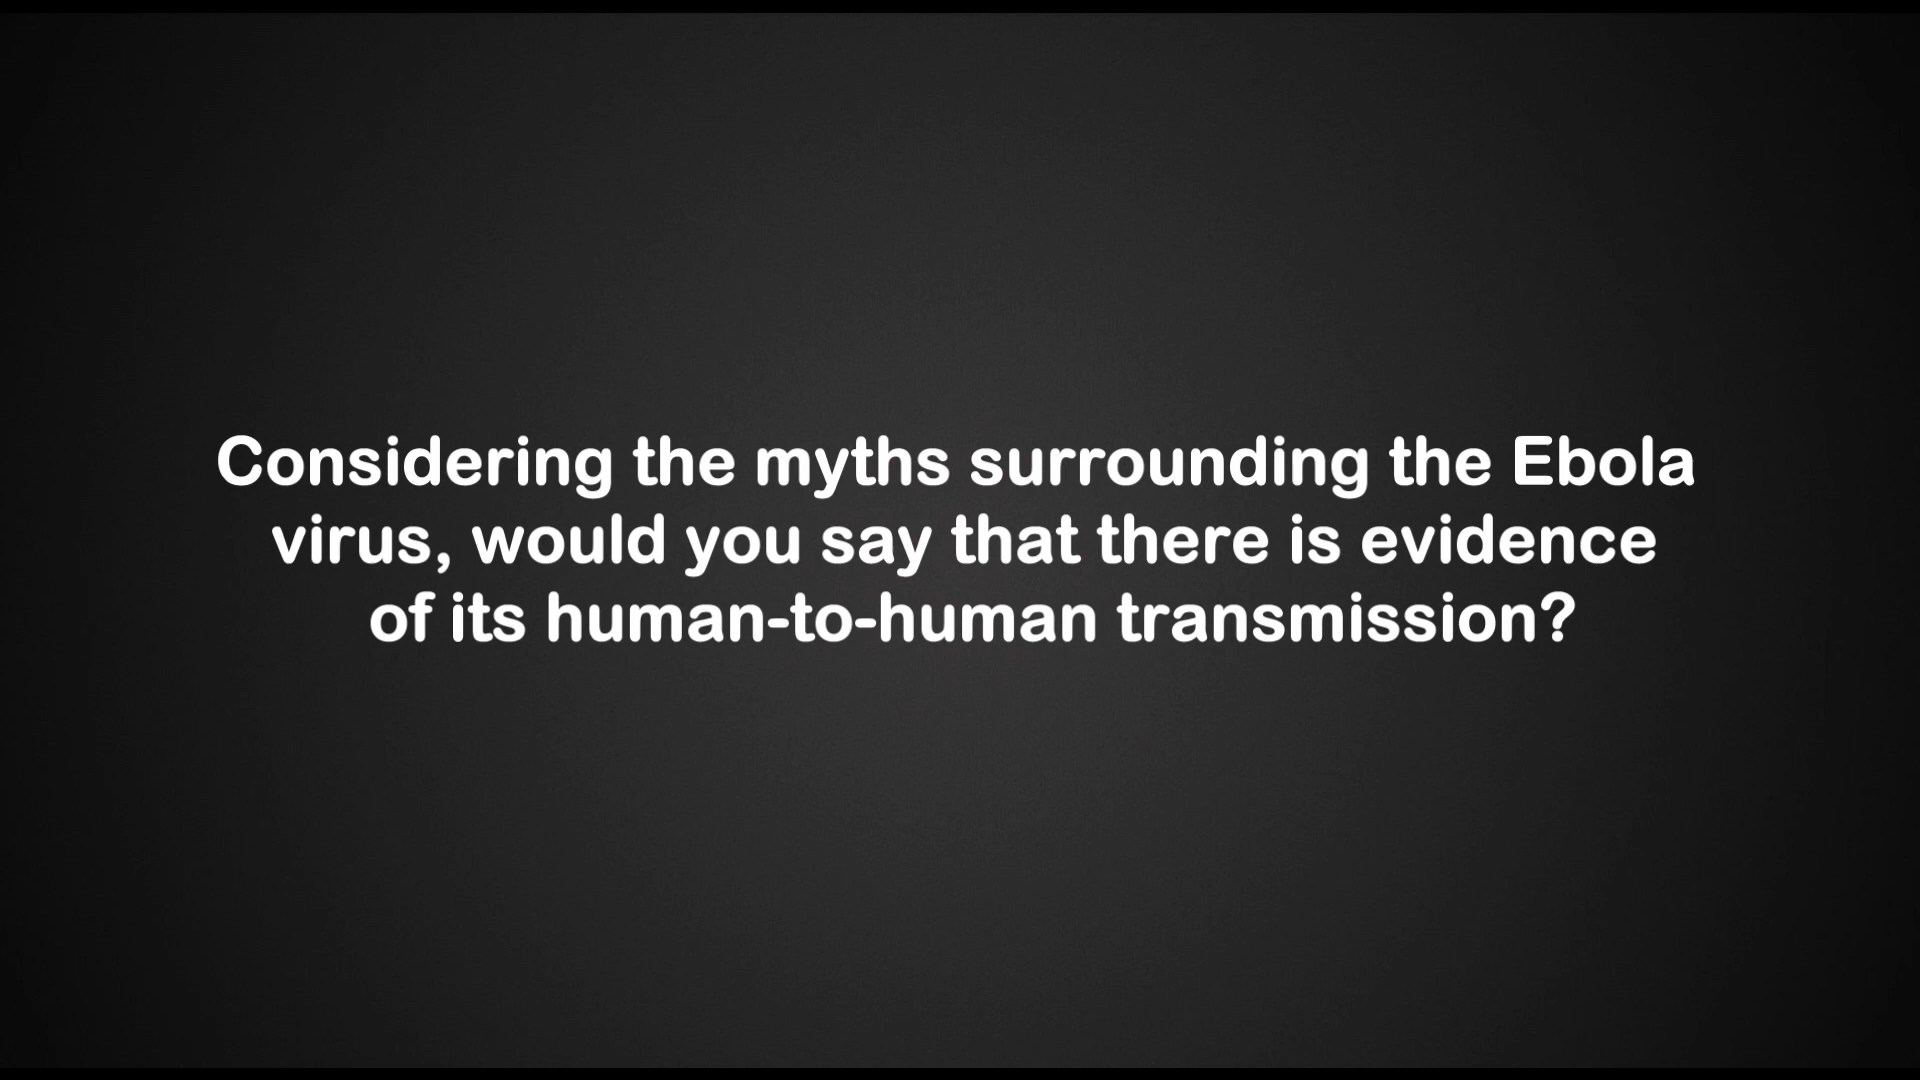 Considering the myths surrounding the Ebola
virus, would you say that there is evidence
of its human-to-human transmission?